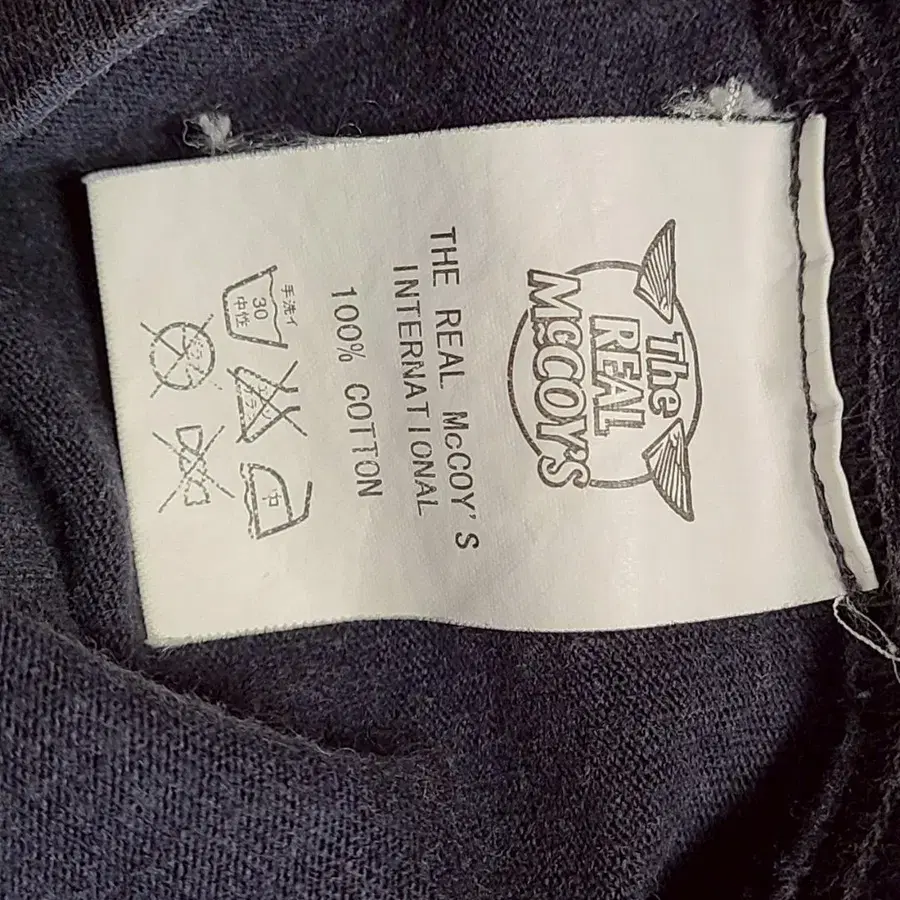 The
REAL
McCOY'S
THE REAL McCOY'S
INTERNATIONAL
100% COTTON
手洗イ
30
中性
中